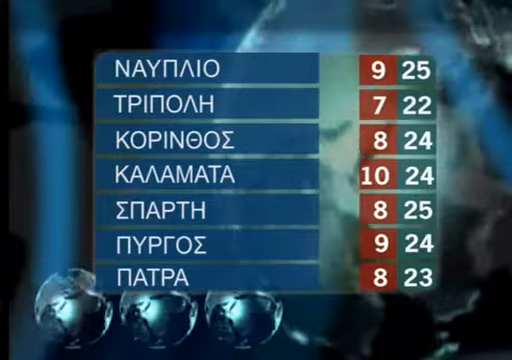 ΝΑΥΠΛΙΟ 9 25
ΤΡΙΠΟΛΗ 7 22
ΚΟΡΙΝΘΟΣ 8 24
ΚΑΛΑΜΑΤΑ 10 24
ΣΠΑΡΤΗ 8 25
ΠΥΡΓΟΣ 9 24
ΠΑΤΡΑ 8 23